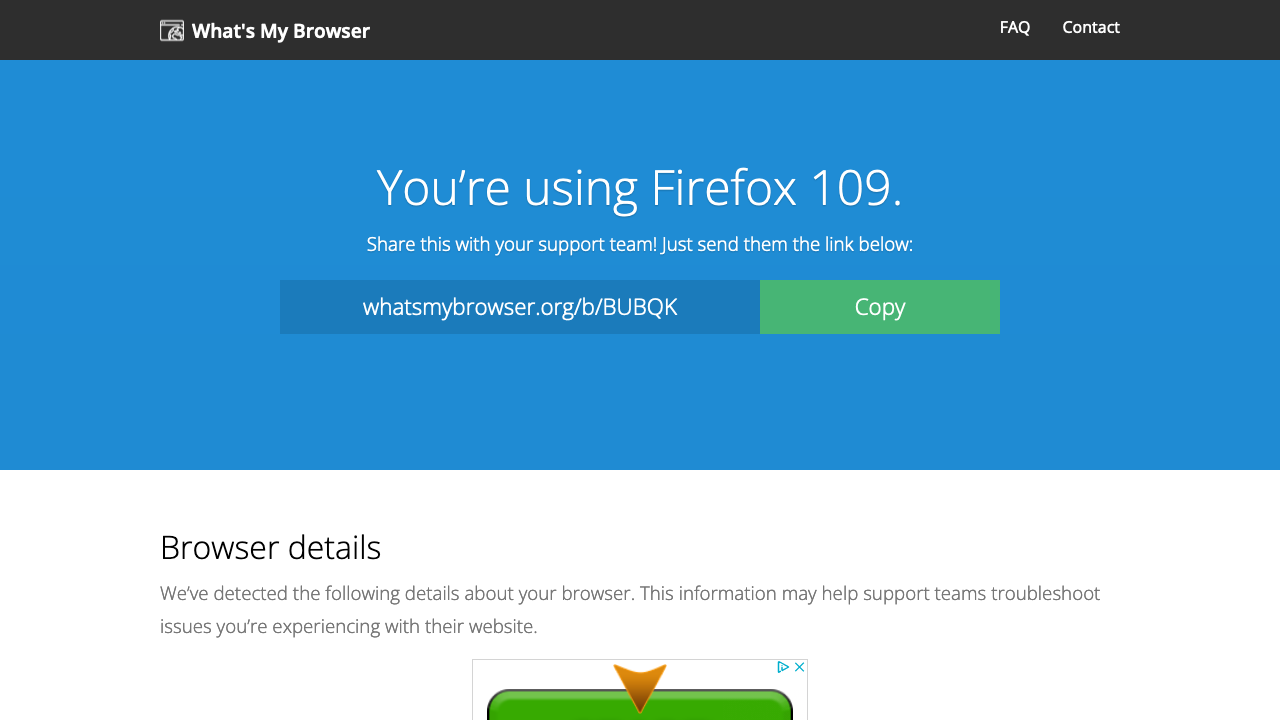 What's My Browser
FAQ
Contact
You’re using Firefox 109.
Share this with your support team! Just send them the link below:
whatsmybrowser.org/b/BUBQK
Copy
Browser details
We’ve detected the following details about your browser. This information may help support teams troubleshoot
issues you’re experiencing with their website.